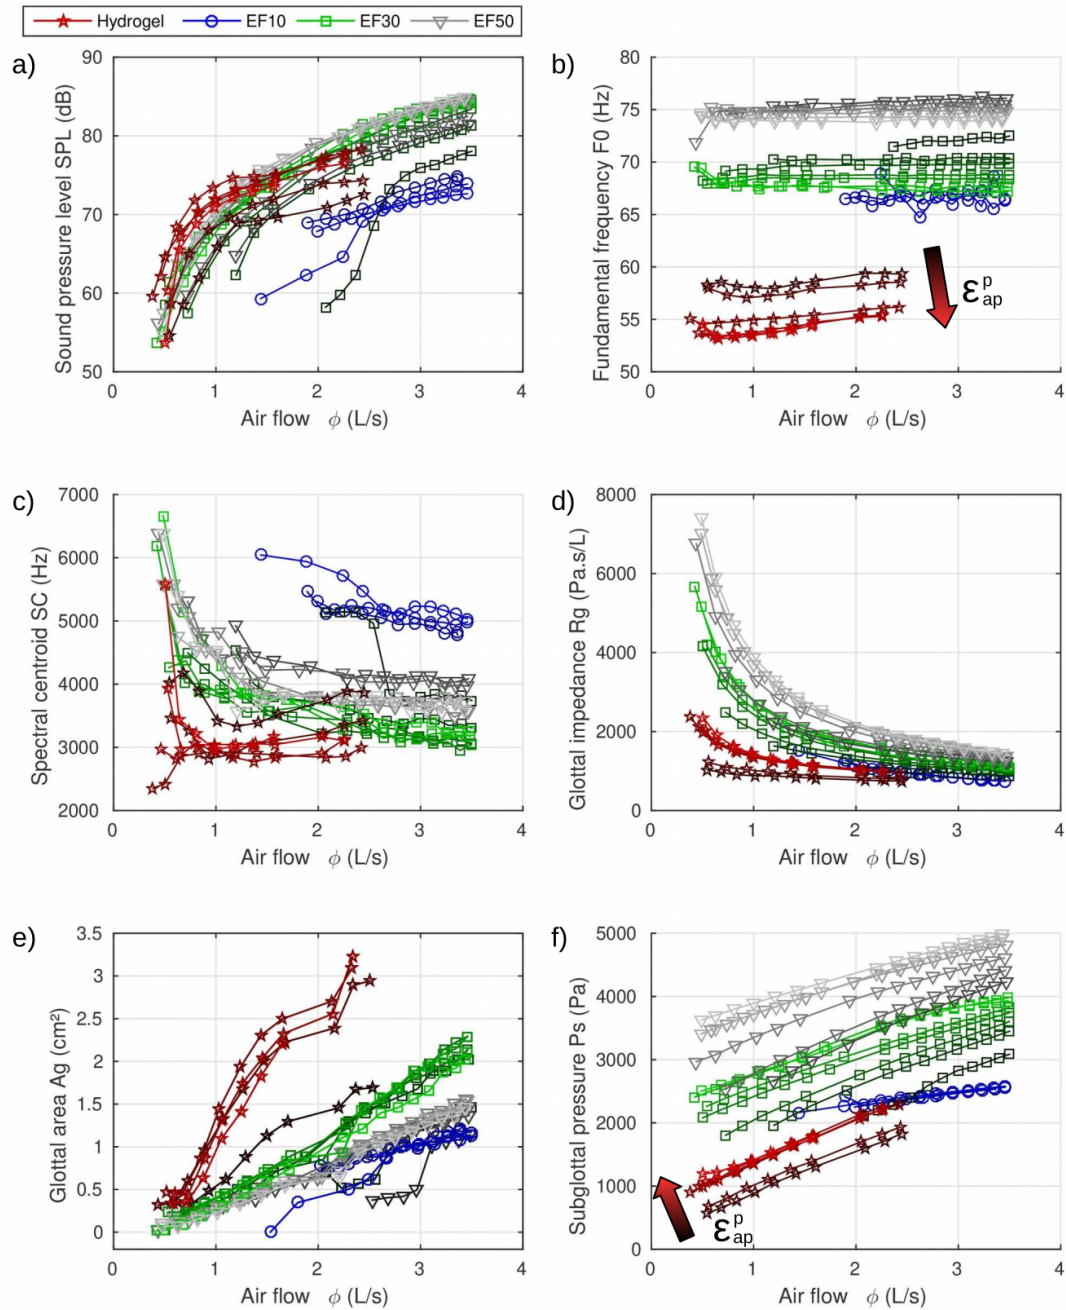 Hydrogel EF10 EF30 EF50
a)
90
80
70
60
50
Sound pressure level SPL (dB)
0 1 2 3 4
Air flow ϕ (L/s)
b)
80
75
70
65
60
55
50
Fundamental frequency F0 (Hz)
ε p ap
0 1 2 3 4
Air flow ϕ (L/s)
c)
7000
6000
5000
4000
3000
2000
Spectral centroid SC (Hz)
0 1 2 3 4
Air flow ϕ (L/s)
d)
8000
6000
4000
2000
0
Glottal impedance Rg (Pa.s/L)
0 1 2 3 4
Air flow ϕ (L/s)
e)
3.5
3
2.5
2
1.5
1
0.5
0
Glottal area Ag (cm²)
0 1 2 3 4
Air flow ϕ (L/s)
f)
5000
4000
3000
2000
1000
0
Subglottal pressure Ps (Pa)
ε p ap
0 1 2 3 4
Air flow ϕ (L/s)